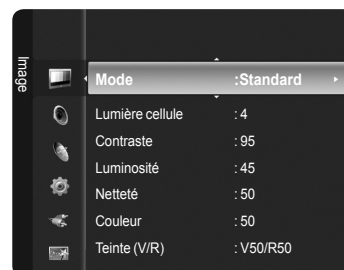 Image
Mode :Standard
Lumière cellule : 4
Contraste : 95
Luminosité : 45
Netteté : 50
Couleur : 50
Teinte (V/R) : V50/R50